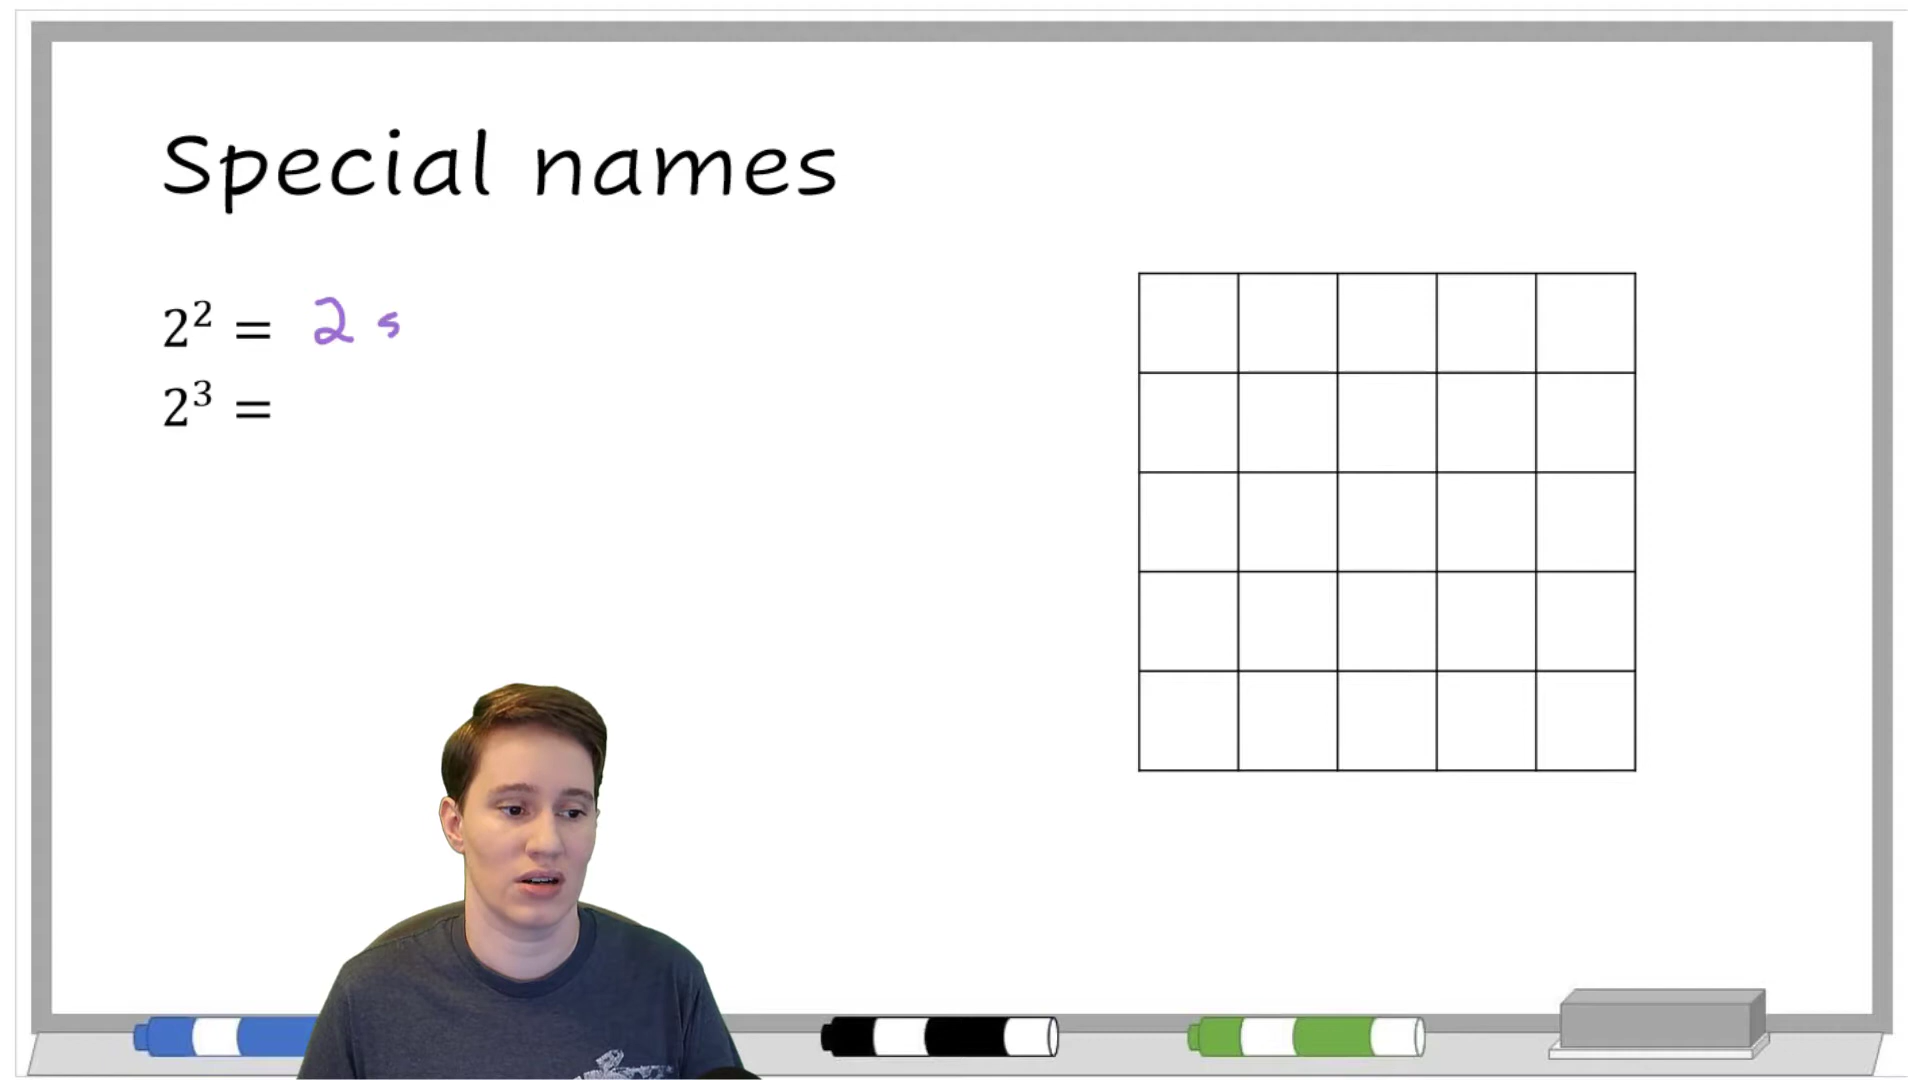 Special names
2² = 2 s
2³ =